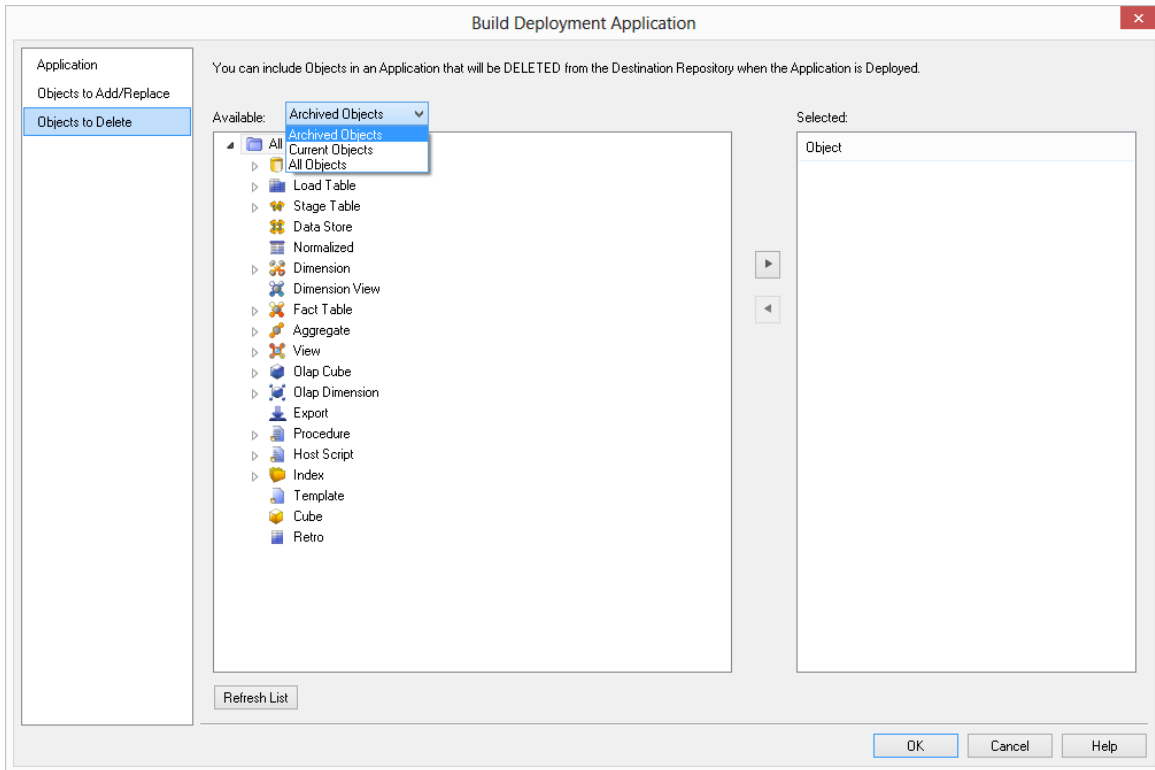 Build Deployment Application
Application
Objects to Add/Replace
Objects to Delete
You can include Objects in an Application that will be DELETED from the Destination Repository when the Application is Deployed.
Available:
Archived Objects
Archived Objects
Current Objects
All Objects
All
Load Table
Stage Table
Data Store
Normalized
Dimension
Dimension View
Fact Table
Aggregate
View
Olap Cube
Olap Dimension
Export
Procedure
Host Script
Index
Template
Cube
Retro
Refresh List
Selected:
Object
OK
Cancel
Help